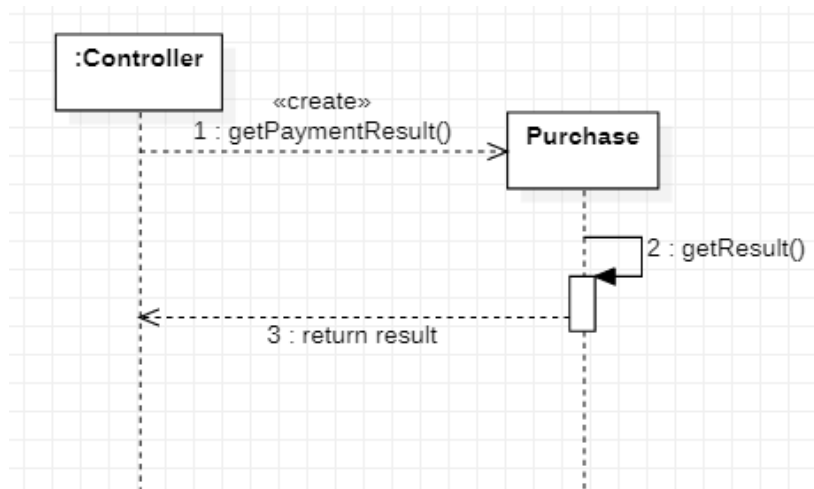 :Controller
«create»
1 : getPaymentResult()
Purchase
2 : getResult()
3 : return result